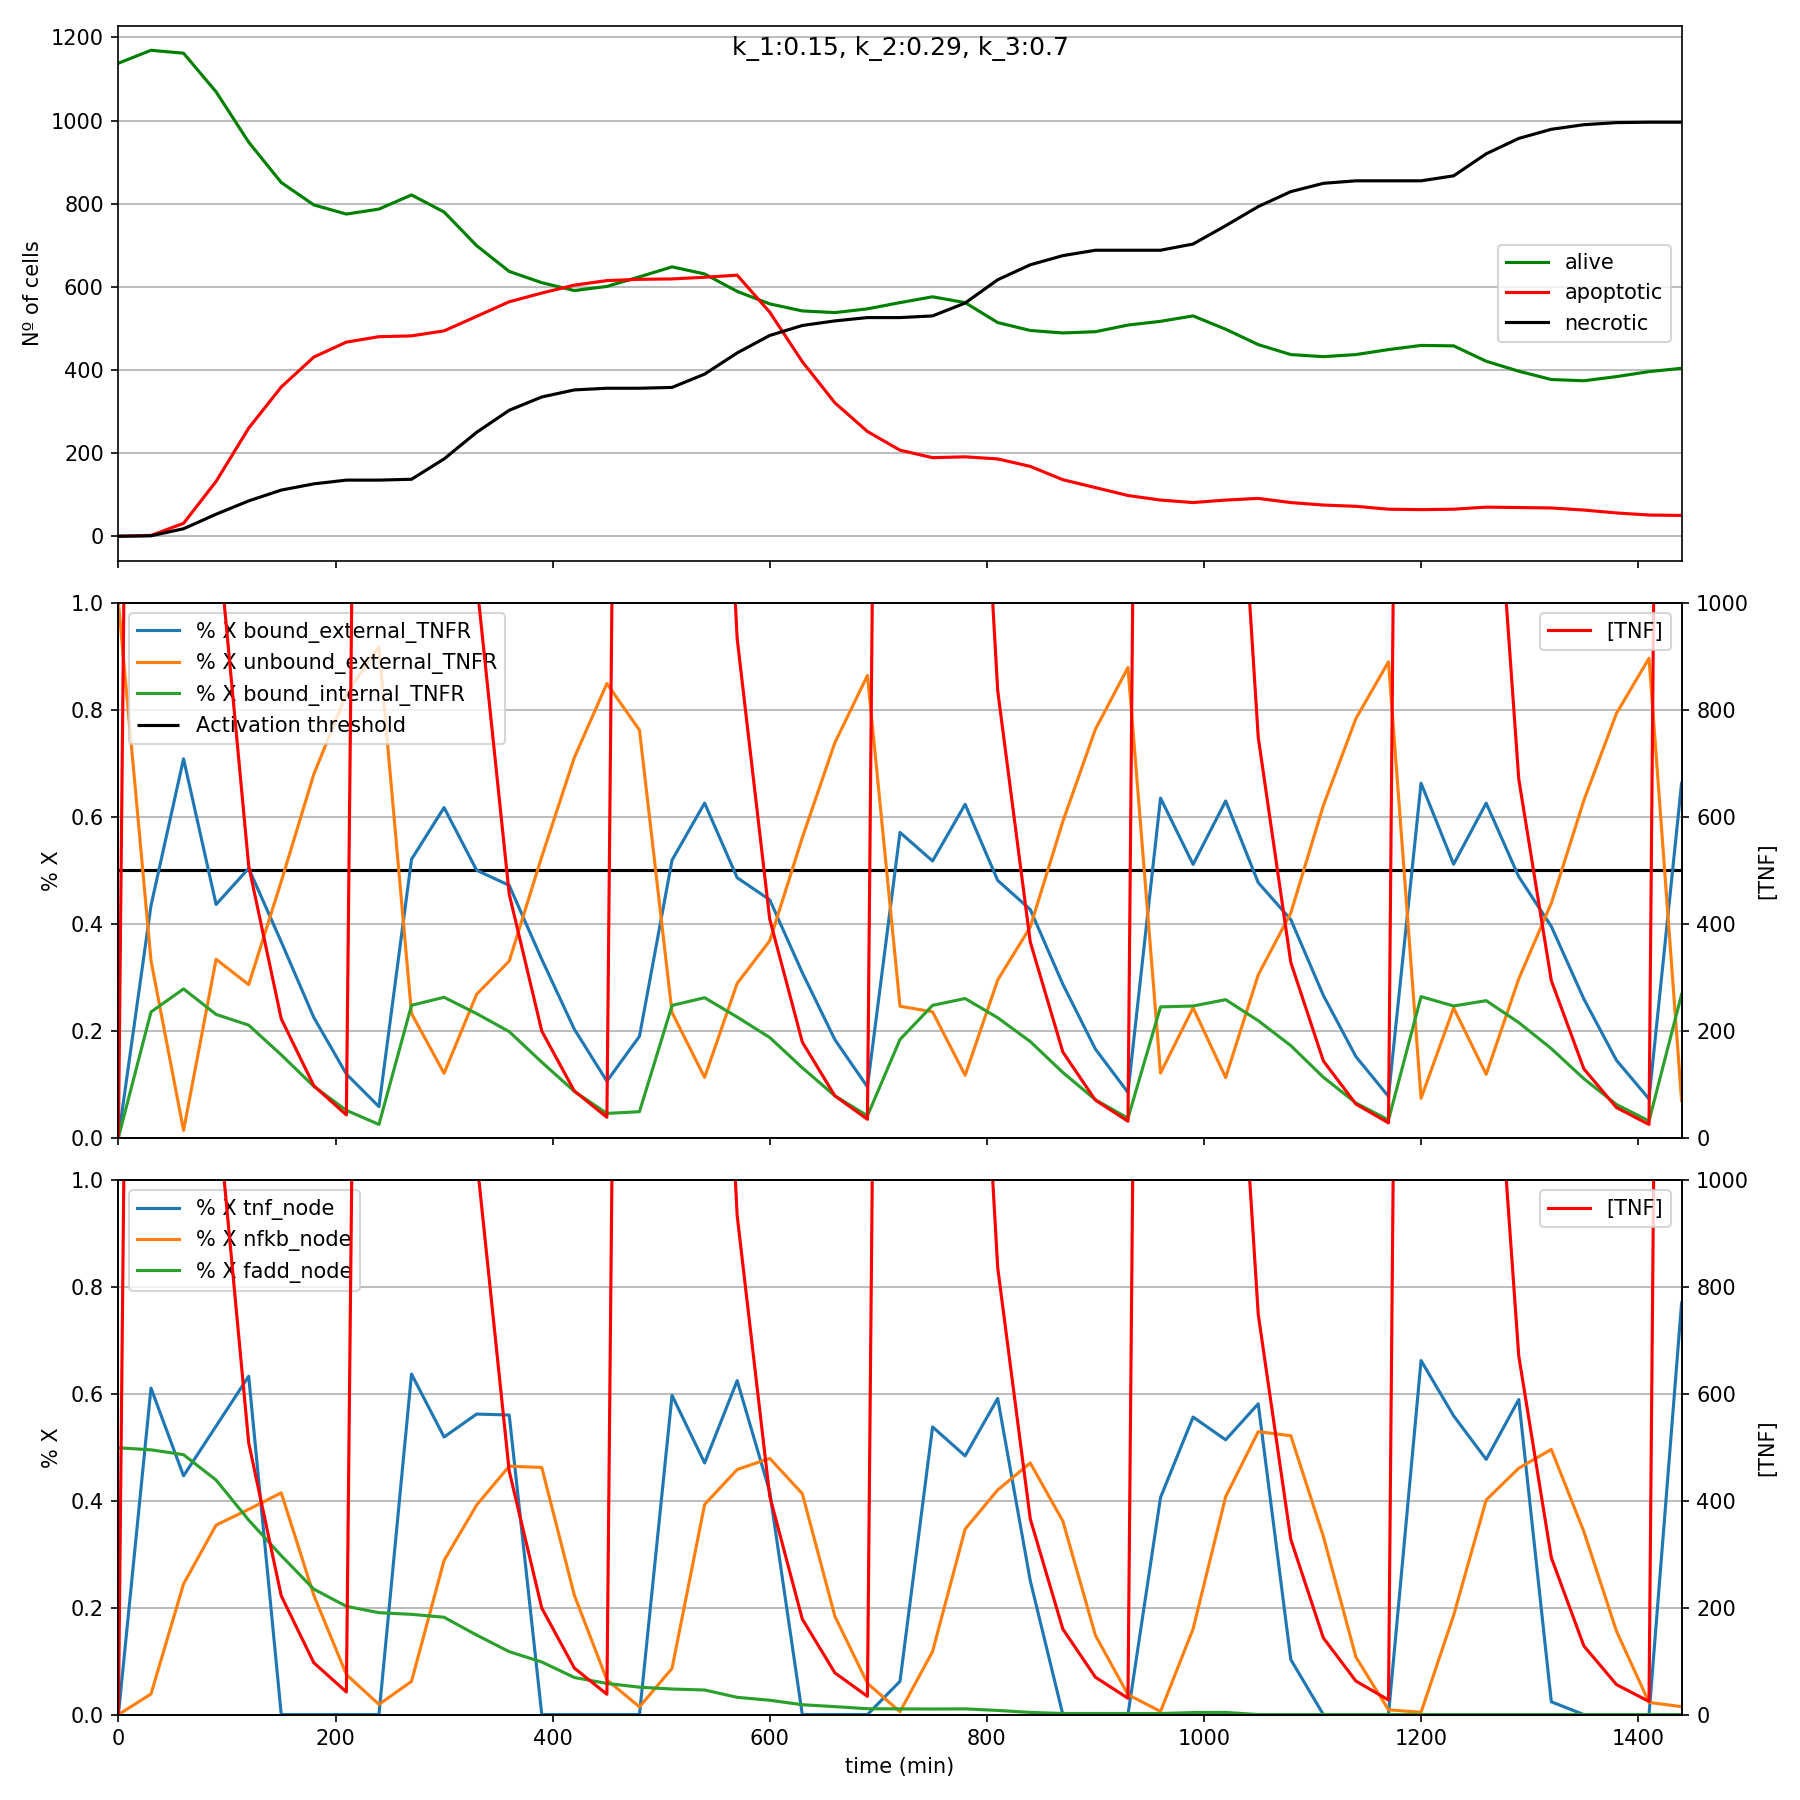 k_1:0.15, k_2:0.29, k_3:0.7
1200
1000
800
600
400
200
0
Nº of cells
alive
apoptotic
necrotic
1.0
0.8
0.6
0.4
0.2
0.0
% X
% X bound_external_TNFR
% X unbound_external_TNFR
% X bound_internal_TNFR
Activation threshold
[TNF]
1000
800
600
400
200
0
[TNF]
1.0
0.8
0.6
0.4
0.2
0.0
% X
% X tnf_node
% X nfkb_node
% X fadd_node
[TNF]
1000
800
600
400
200
0
[TNF]
0 200 400 600 800 1000 1200 1400
time (min)